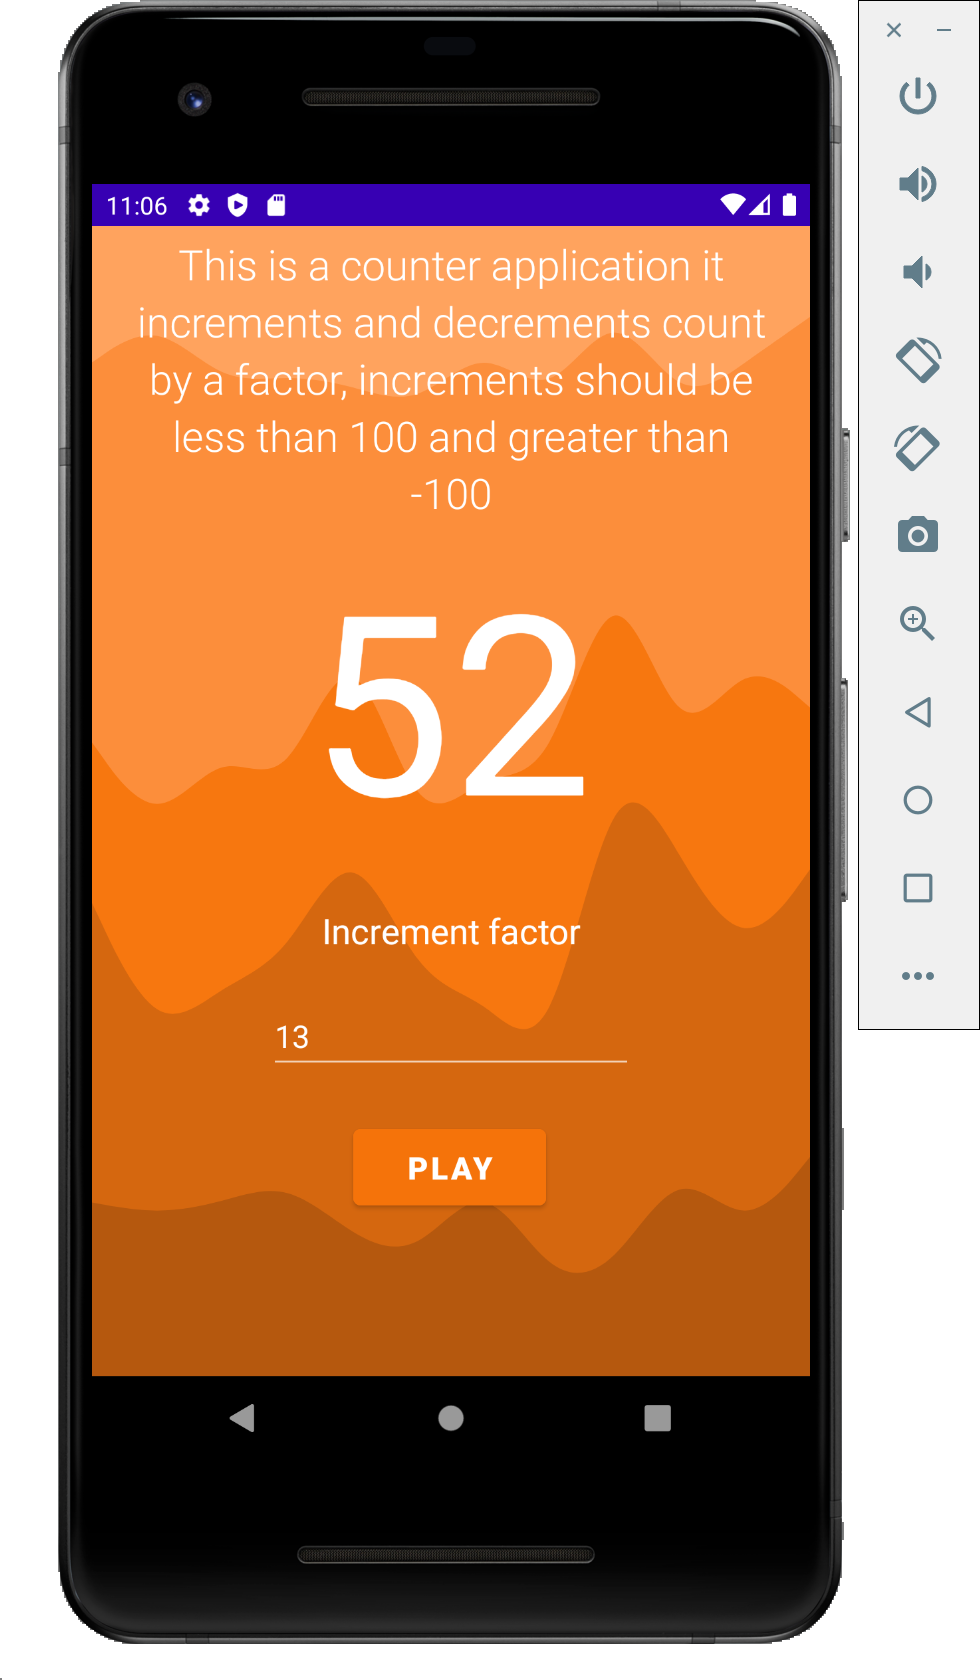 11:06
This is a counter application it
increments and decrements count
by a factor, increments should be
less than 100 and greater than
-100
52
Increment factor
13
PLAY